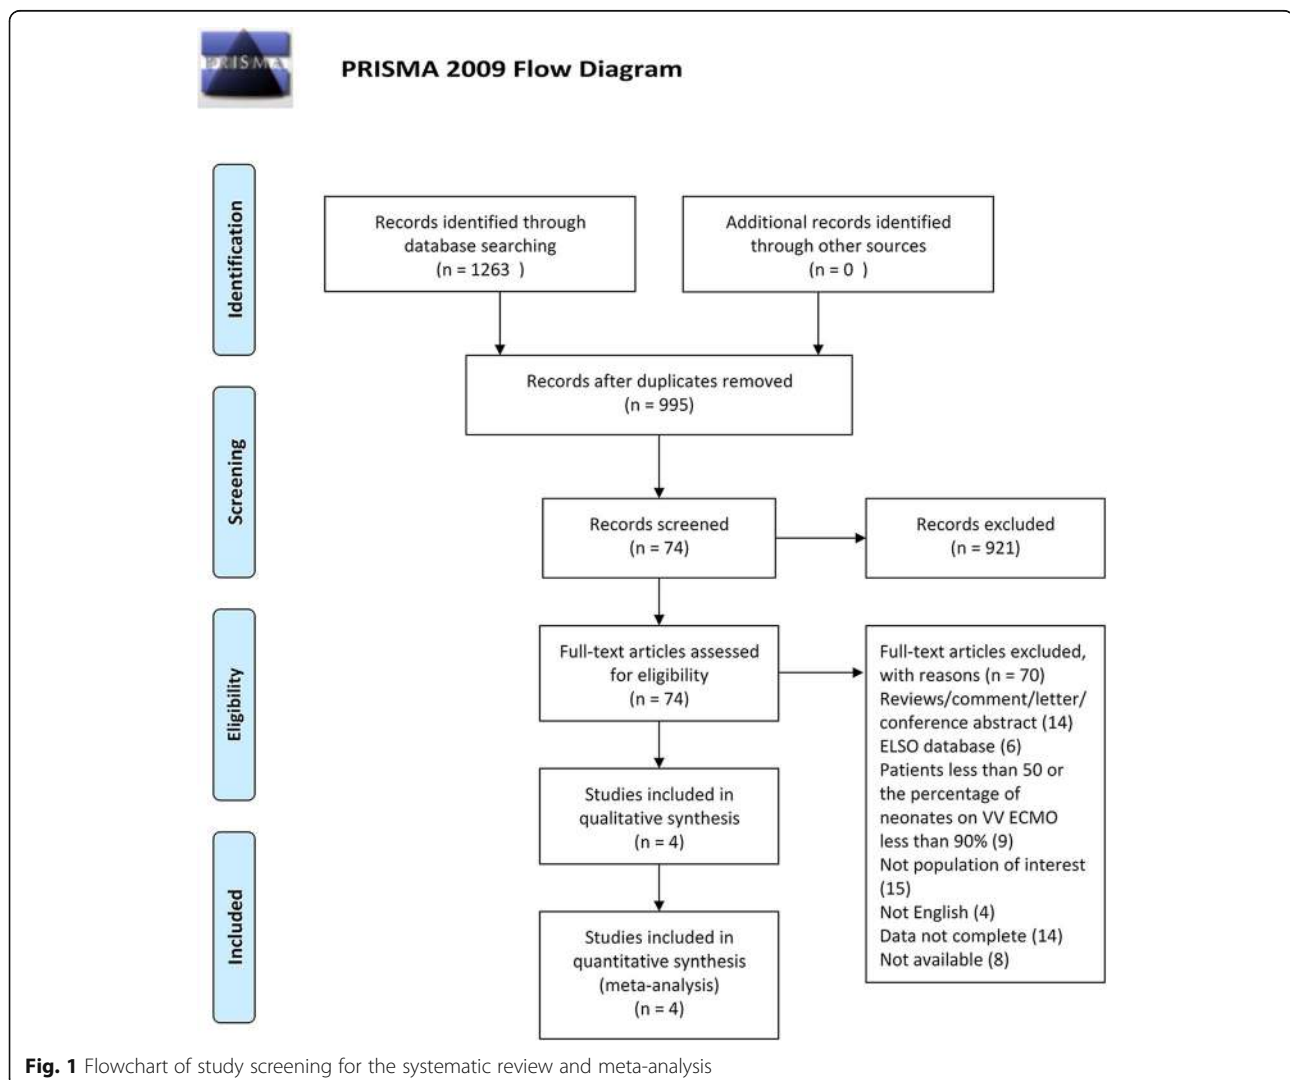 PRISMA
PRISMA 2009 Flow Diagram
Identification
Records identified through
database searching
(n = 1263 )
Additional records identified
through other sources
(n = 0 )
Records after duplicates removed
(n = 995)
Screening
Records screened
(n = 74)
Records excluded
(n = 921)
Eligibility
Full-text articles assessed
for eligibility
(n = 74)
Full-text articles excluded,
with reasons (n = 70)
Reviews/comment/letter/
conference abstract (14)
ELSO database (6)
Patients less than 50 or
the percentage of
neonates on VV ECMO
less than 90% (9)
Not population of interest
(15)
Not English (4)
Data not complete (14)
Not available (8)
Studies included in
qualitative synthesis
(n = 4)
Included
Studies included in
quantitative synthesis
(meta-analysis)
(n = 4)
Fig. 1 Flowchart of study screening for the systematic review and meta-analysis